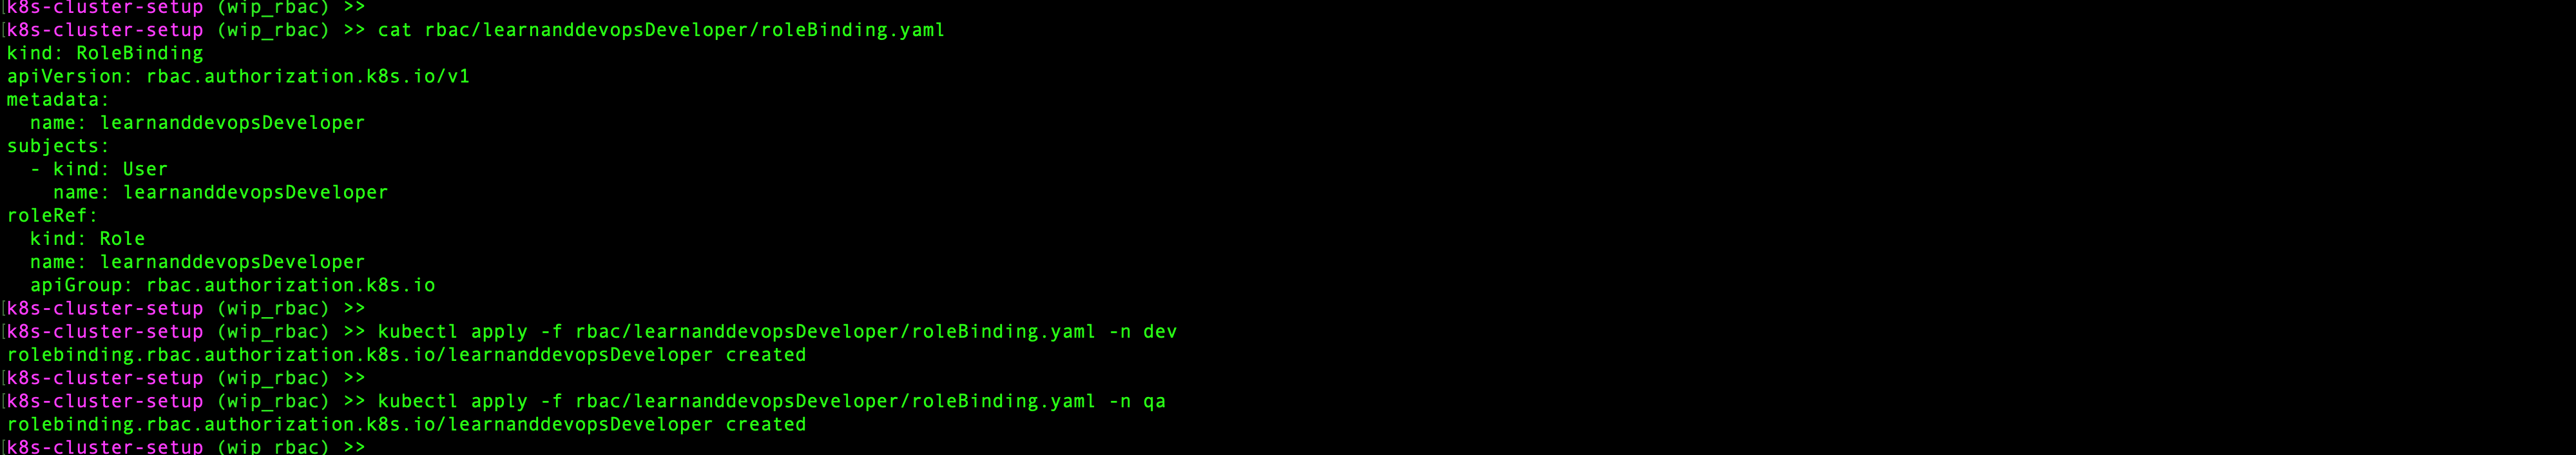 [k8s-cluster-setup (wip_rbac) >>
[k8s-cluster-setup (wip_rbac) >> cat rbac/learnanddevopsDeveloper/roleBinding.yaml
kind: RoleBinding
apiVersion: rbac.authorization.k8s.io/v1
metadata:
  name: learnanddevopsDeveloper
subjects:
  - kind: User
    name: learnanddevopsDeveloper
roleRef:
  kind: Role
  name: learnanddevopsDeveloper
  apiGroup: rbac.authorization.k8s.io
[k8s-cluster-setup (wip_rbac) >>
[k8s-cluster-setup (wip_rbac) >> kubectl apply -f rbac/learnanddevopsDeveloper/roleBinding.yaml -n dev
rolebinding.rbac.authorization.k8s.io/learnanddevopsDeveloper created
[k8s-cluster-setup (wip_rbac) >>
[k8s-cluster-setup (wip_rbac) >> kubectl apply -f rbac/learnanddevopsDeveloper/roleBinding.yaml -n qa
rolebinding.rbac.authorization.k8s.io/learnanddevopsDeveloper created
[k8s-cluster-setup (wip_rbac) >>